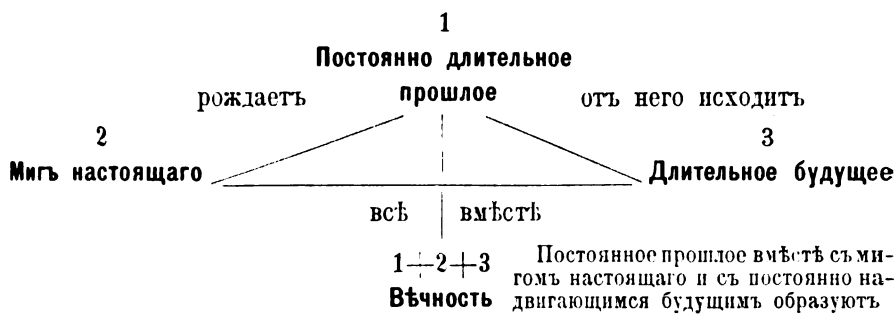 1
Постоянно длительное
рождаетъ прошлое отъ него исходитъ
2 3
Мигъ настоящаго Длительное будущее
всѣ вмѣстѣ
1+2+3 Постоянное прошлое вмѣстѣ съ ми-
гомъ настоящаго и съ постоянно на-
Вѣчность двигающимся будущимъ образуютъ